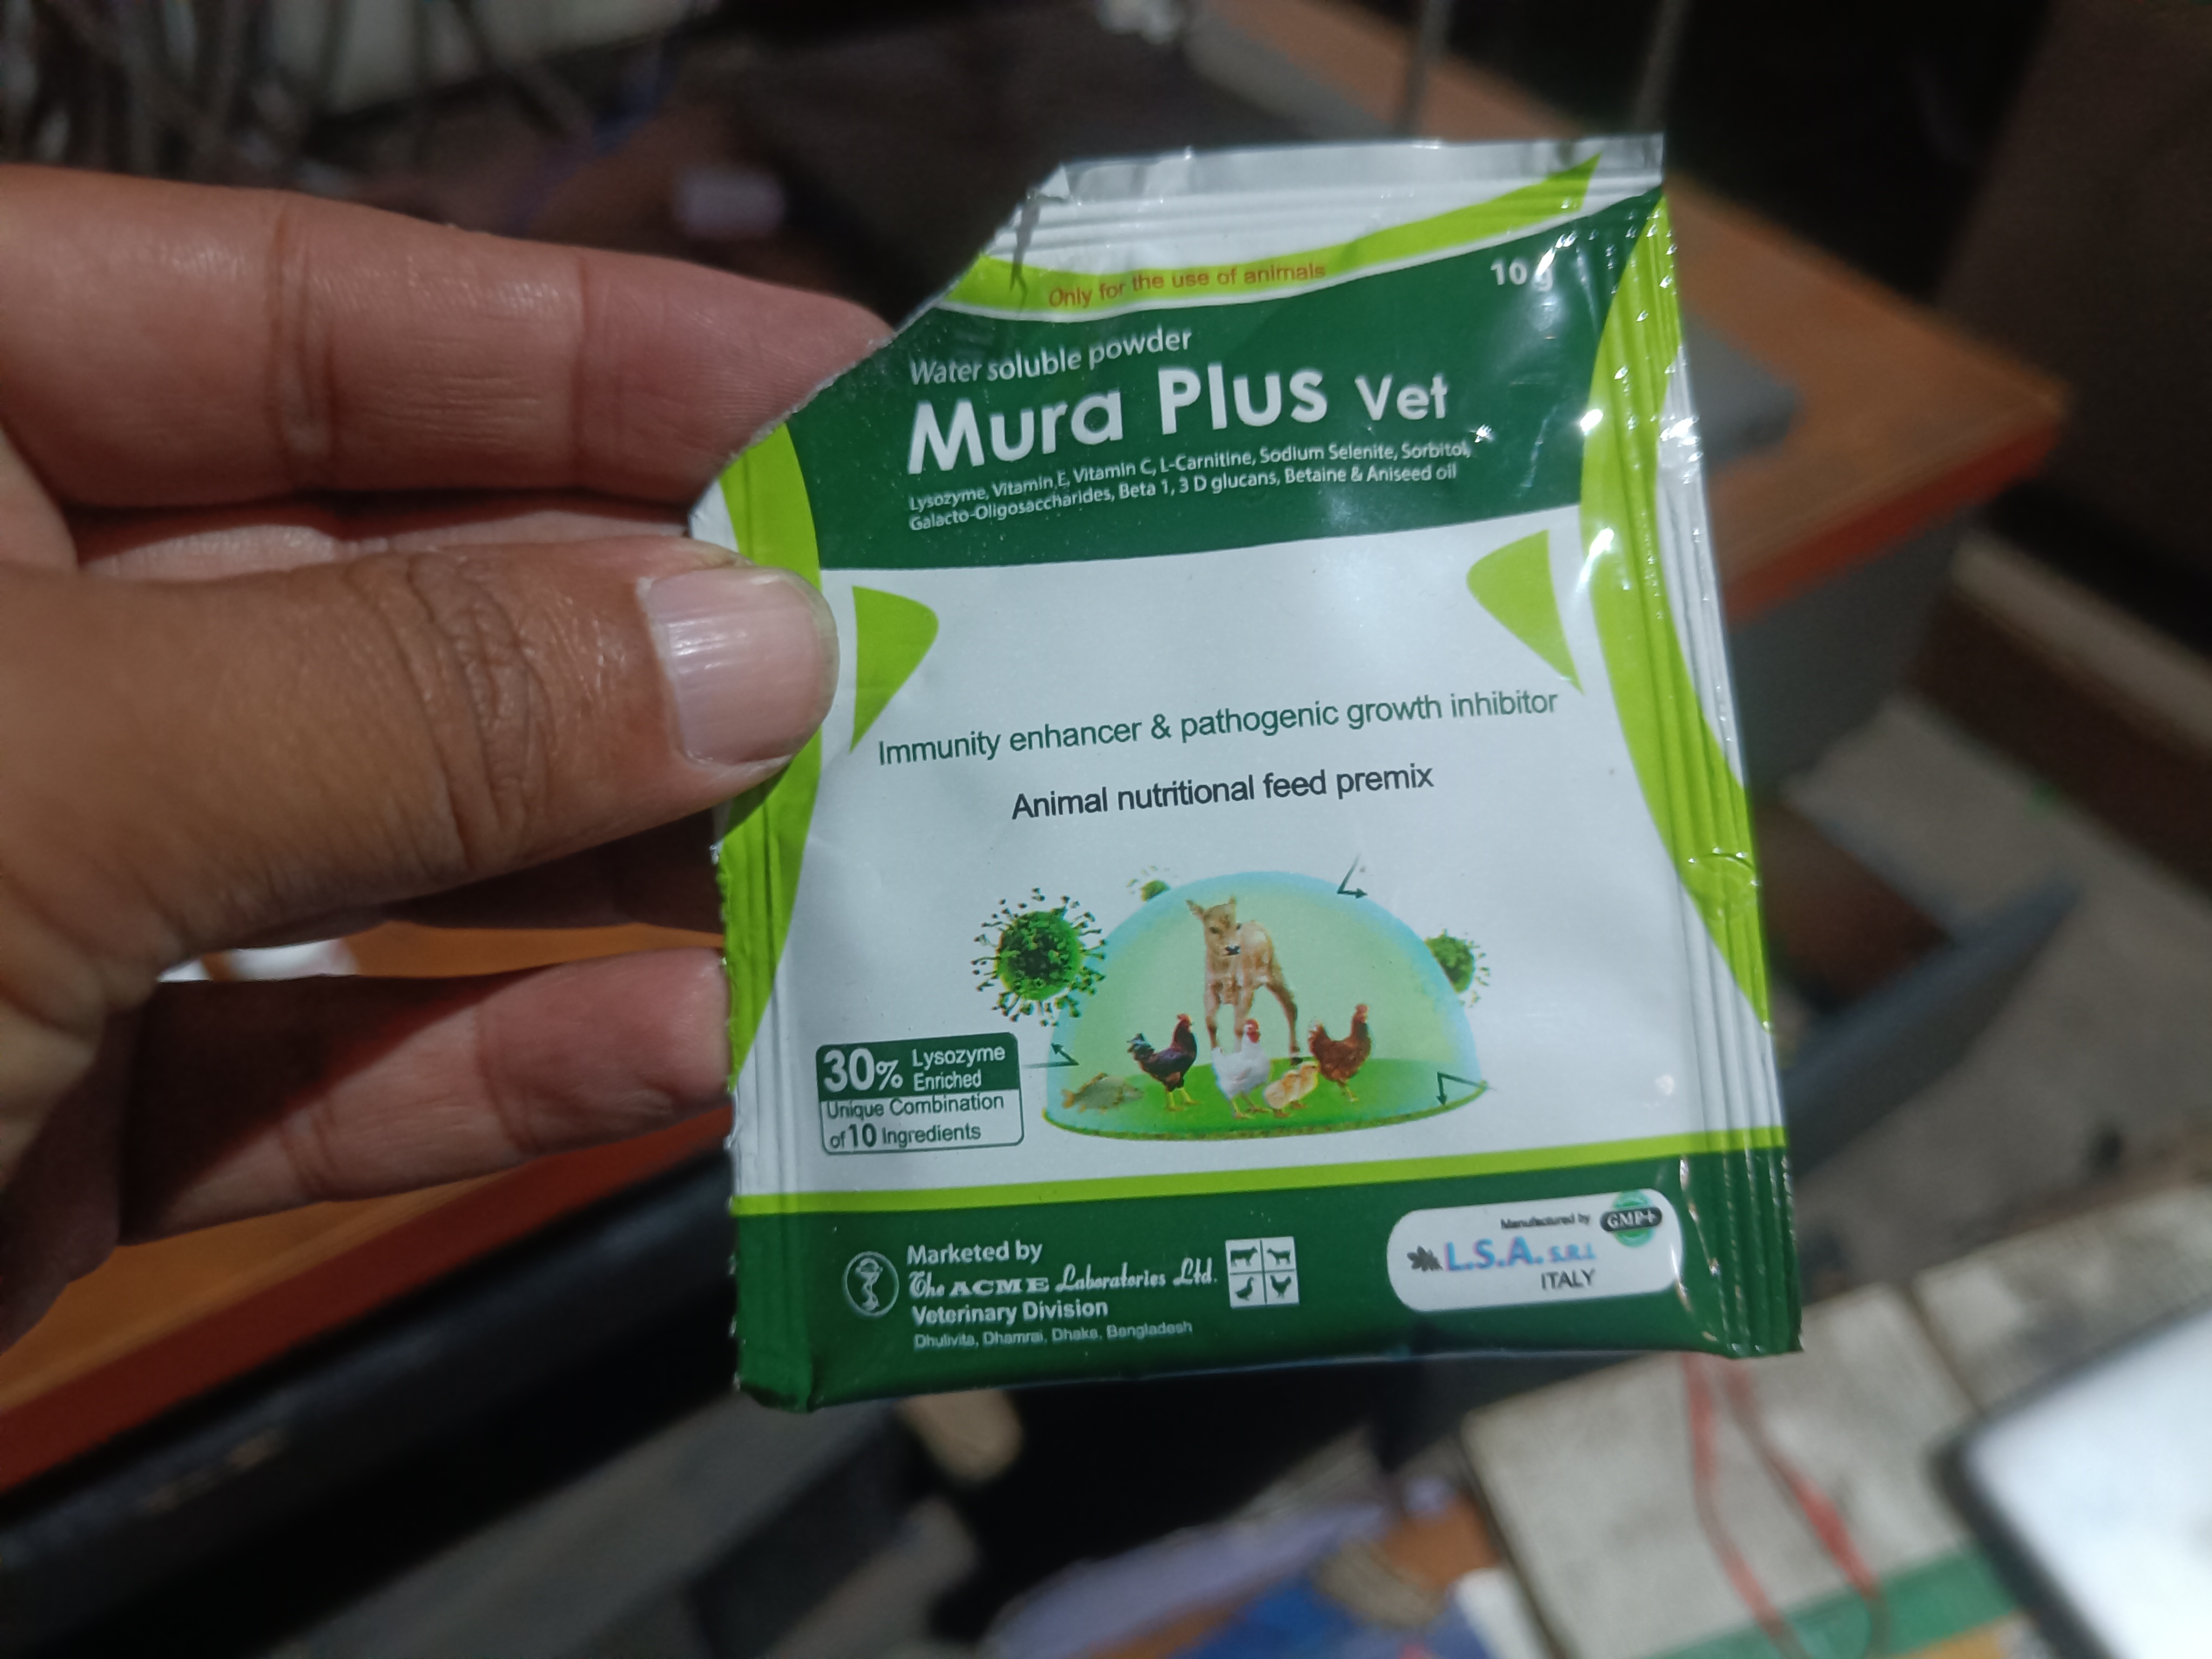 Only for the use of animals
10 g
Water soluble powder
Mura Plus Vet
Lysozyme, Vitamin E, Vitamin C, L-Carnitine, Sodium Selenite, Sorbitol,
Galacto-Oligosaccharides, Beta 1, 3 D glucans, Betaine & Aniseed oil
Immunity enhancer & pathogenic growth inhibitor
Animal nutritional feed premix
30% Lysozyme
Enriched
Unique Combination
of 10 Ingredients
Marketed by
The ACME Laboratories Ltd.
Veterinary Division
Dhulivita, Dhamrai, Dhaka, Bangladesh
Manufactured by
GMP+
L.S.A. S.R.L
ITALY